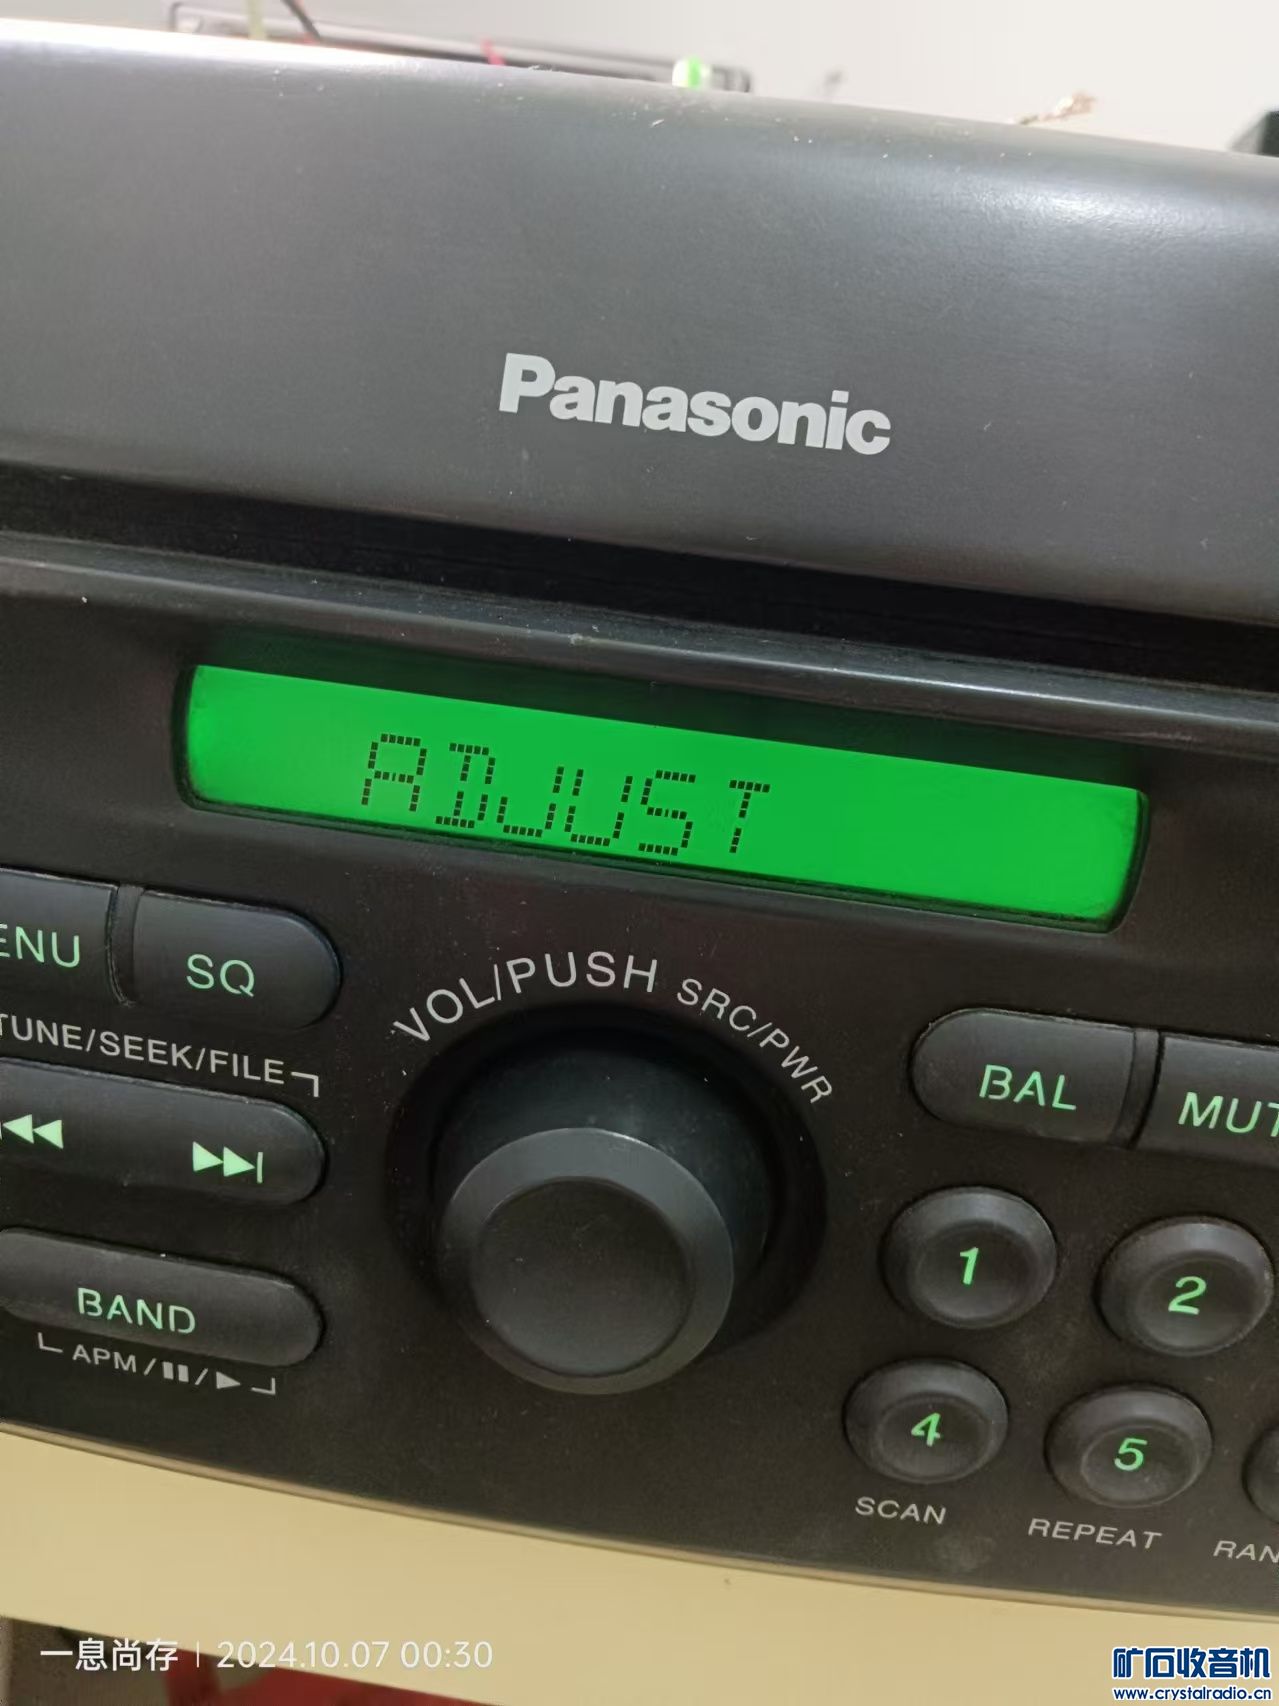 Panasonic
ADJUST
ENU
SQ
VOL/PUSH SRC/PWR
TUNE/SEEK/FILE
BAL
MUT
1
2
BAND
APM/▮▮/▶
4
5
SCAN
REPEAT
RAN
一息尚存 | 2024.10.07 00:30
矿石收音机
www.crystalradio.cn